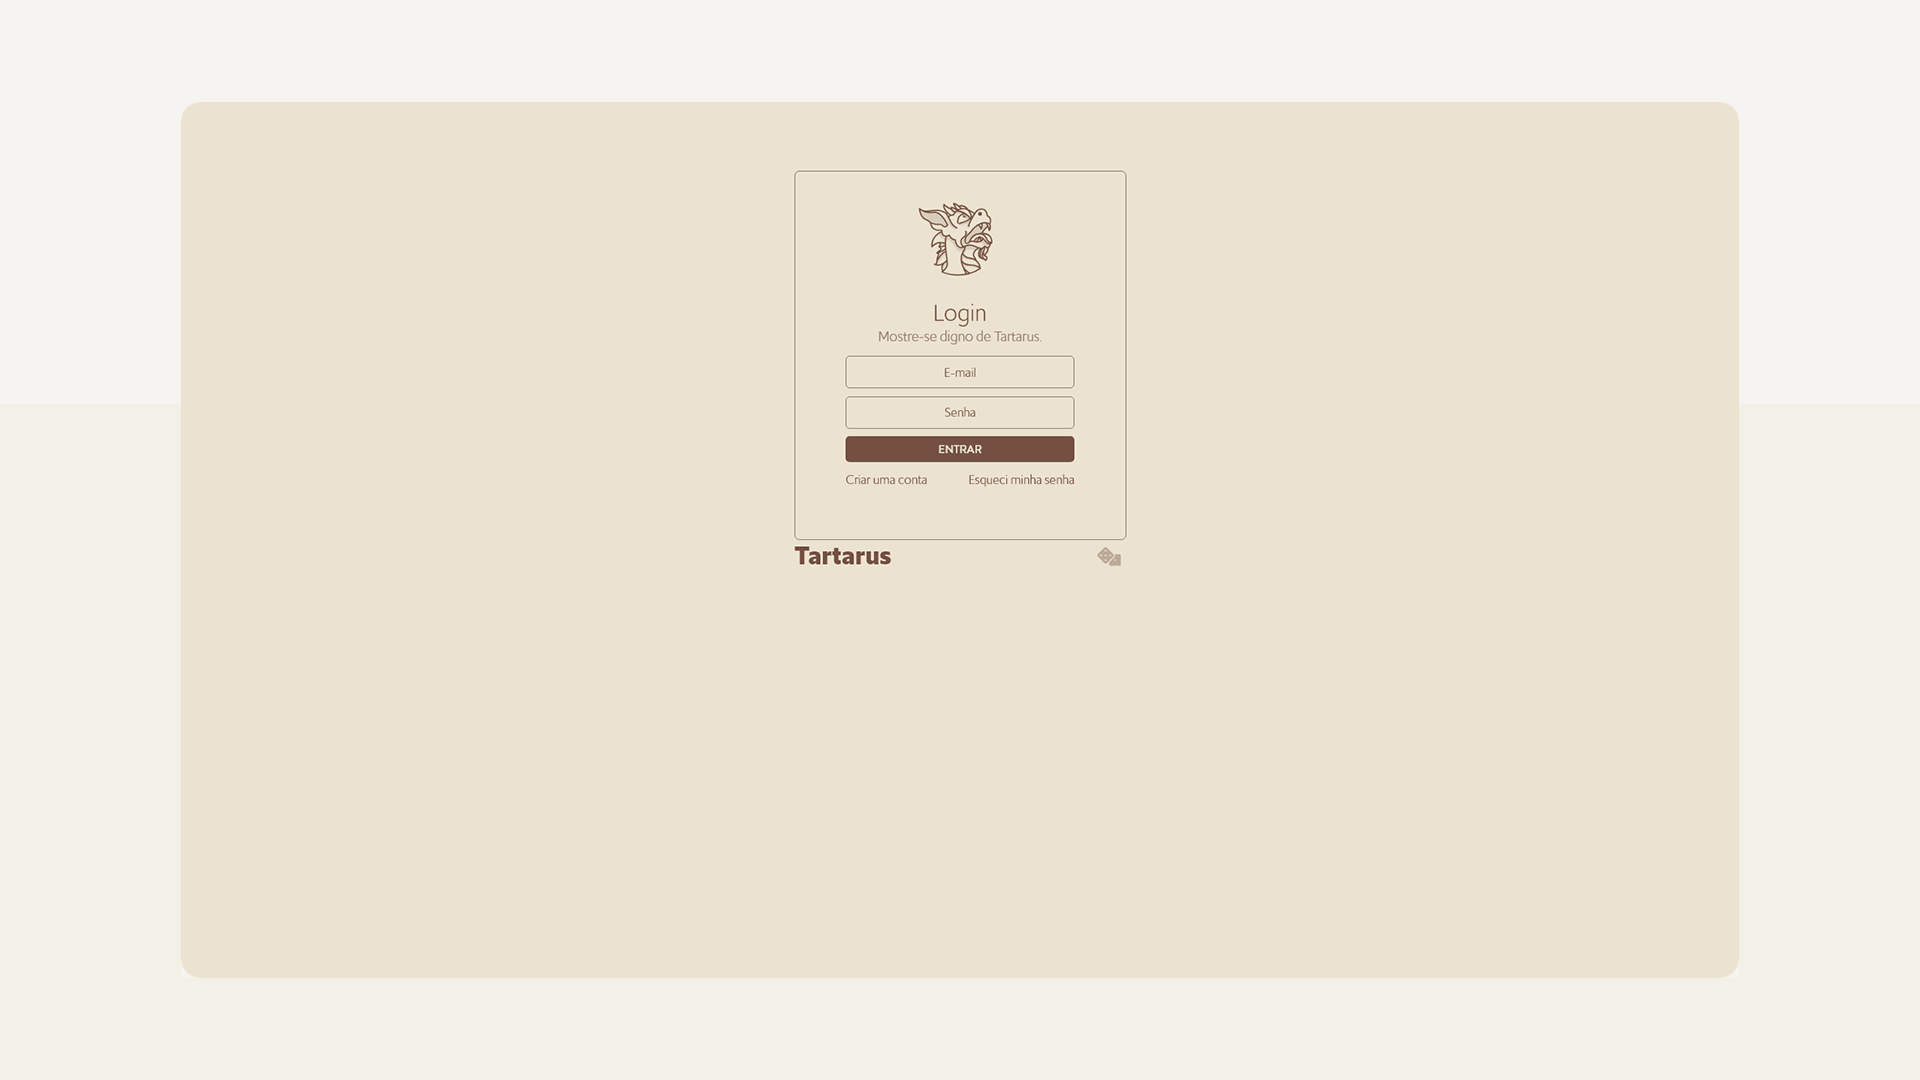 Login
Mostre-se digno de Tartarus.
E-mail
Senha
ENTRAR
Criar uma conta Esqueci minha senha
Tartarus